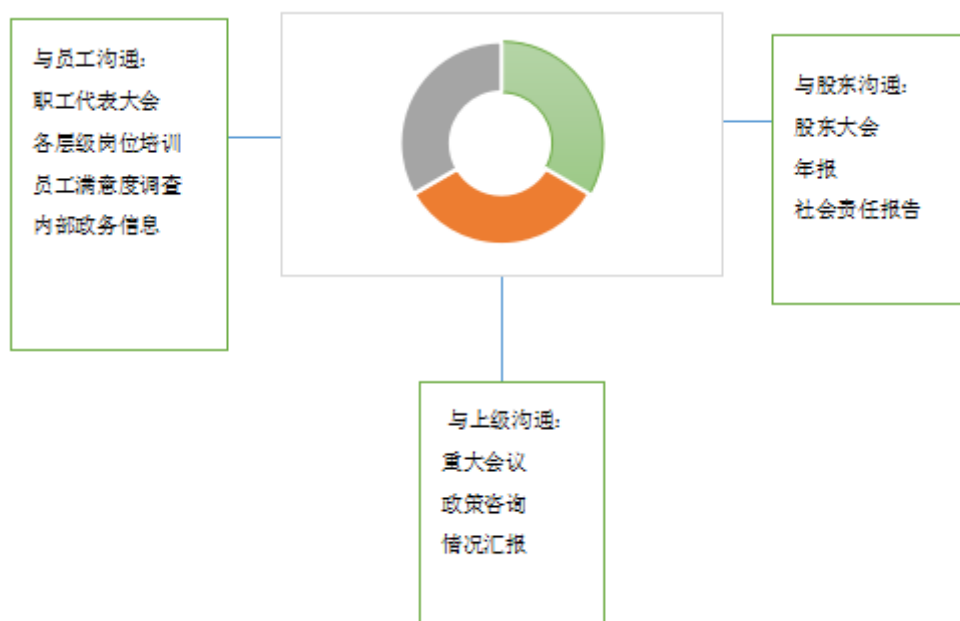 与员工沟通:
职工代表大会
各层级岗位培训
员工满意度调查
内部政务信息
与股东沟通:
股东大会
年报
社会责任报告
与上级沟通:
重大会议
政策咨询
情况汇报